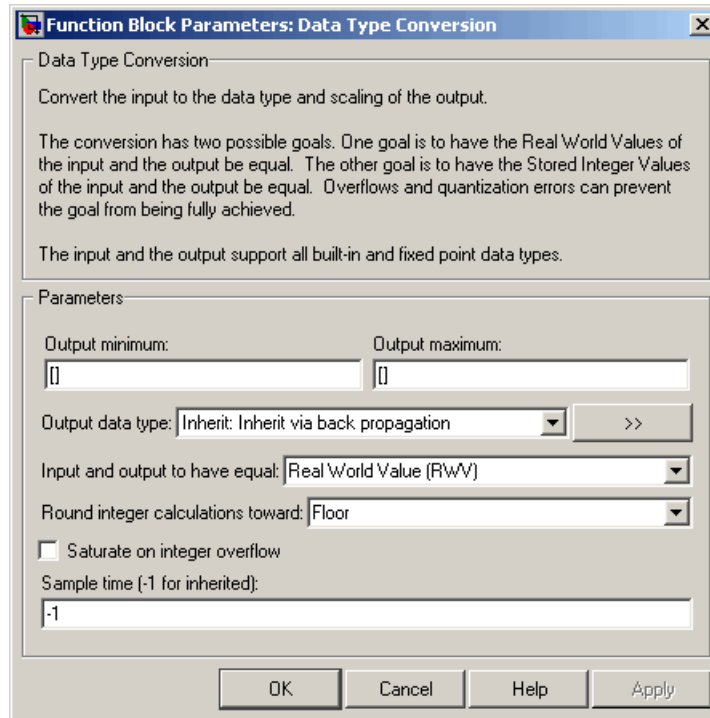 Function Block Parameters: Data Type Conversion
Data Type Conversion
Convert the input to the data type and scaling of the output.
The conversion has two possible goals. One goal is to have the Real World Values of
the input and the output be equal.  The other goal is to have the Stored Integer Values
of the input and the output be equal.  Overflows and quantization errors can prevent
the goal from being fully achieved.
The input and the output support all built-in and fixed point data types.
Parameters
Output minimum: Output maximum:
[] []
Output data type: Inherit: Inherit via back propagation >>
Input and output to have equal: Real World Value (RWV)
Round integer calculations toward: Floor
Saturate on integer overflow
Sample time (-1 for inherited):
-1
OK Cancel Help Apply